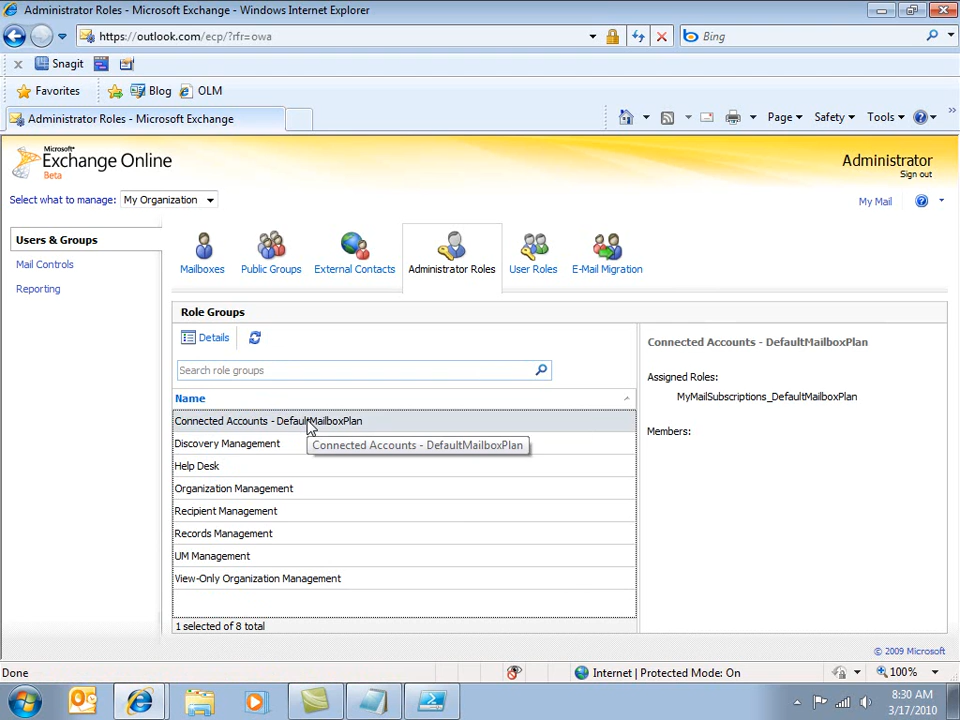 Administrator Roles - Microsoft Exchange - Windows Internet Explorer
https://outlook.com/ecp/?rfr=owa
Bing
Snagit
Favorites
Blog
OLM
Administrator Roles - Microsoft Exchange
Page
Safety
Tools
Microsoft
Exchange Online
Beta
Administrator
Sign out
Select what to manage: My Organization
My Mail
Users & Groups
Mail Controls
Reporting
Mailboxes
Public Groups
External Contacts
Administrator Roles
User Roles
E-Mail Migration
Role Groups
Details
Search role groups
Name
Connected Accounts - DefaultMailboxPlan
Connected Accounts - DefaultMailboxPlan
Discovery Management
Help Desk
Organization Management
Recipient Management
Records Management
UM Management
View-Only Organization Management
1 selected of 8 total
Connected Accounts - DefaultMailboxPlan
Assigned Roles:
MyMailSubscriptions_DefaultMailboxPlan
Members:
© 2009 Microsoft
Done
Internet | Protected Mode: On
100%
8:30 AM
3/17/2010